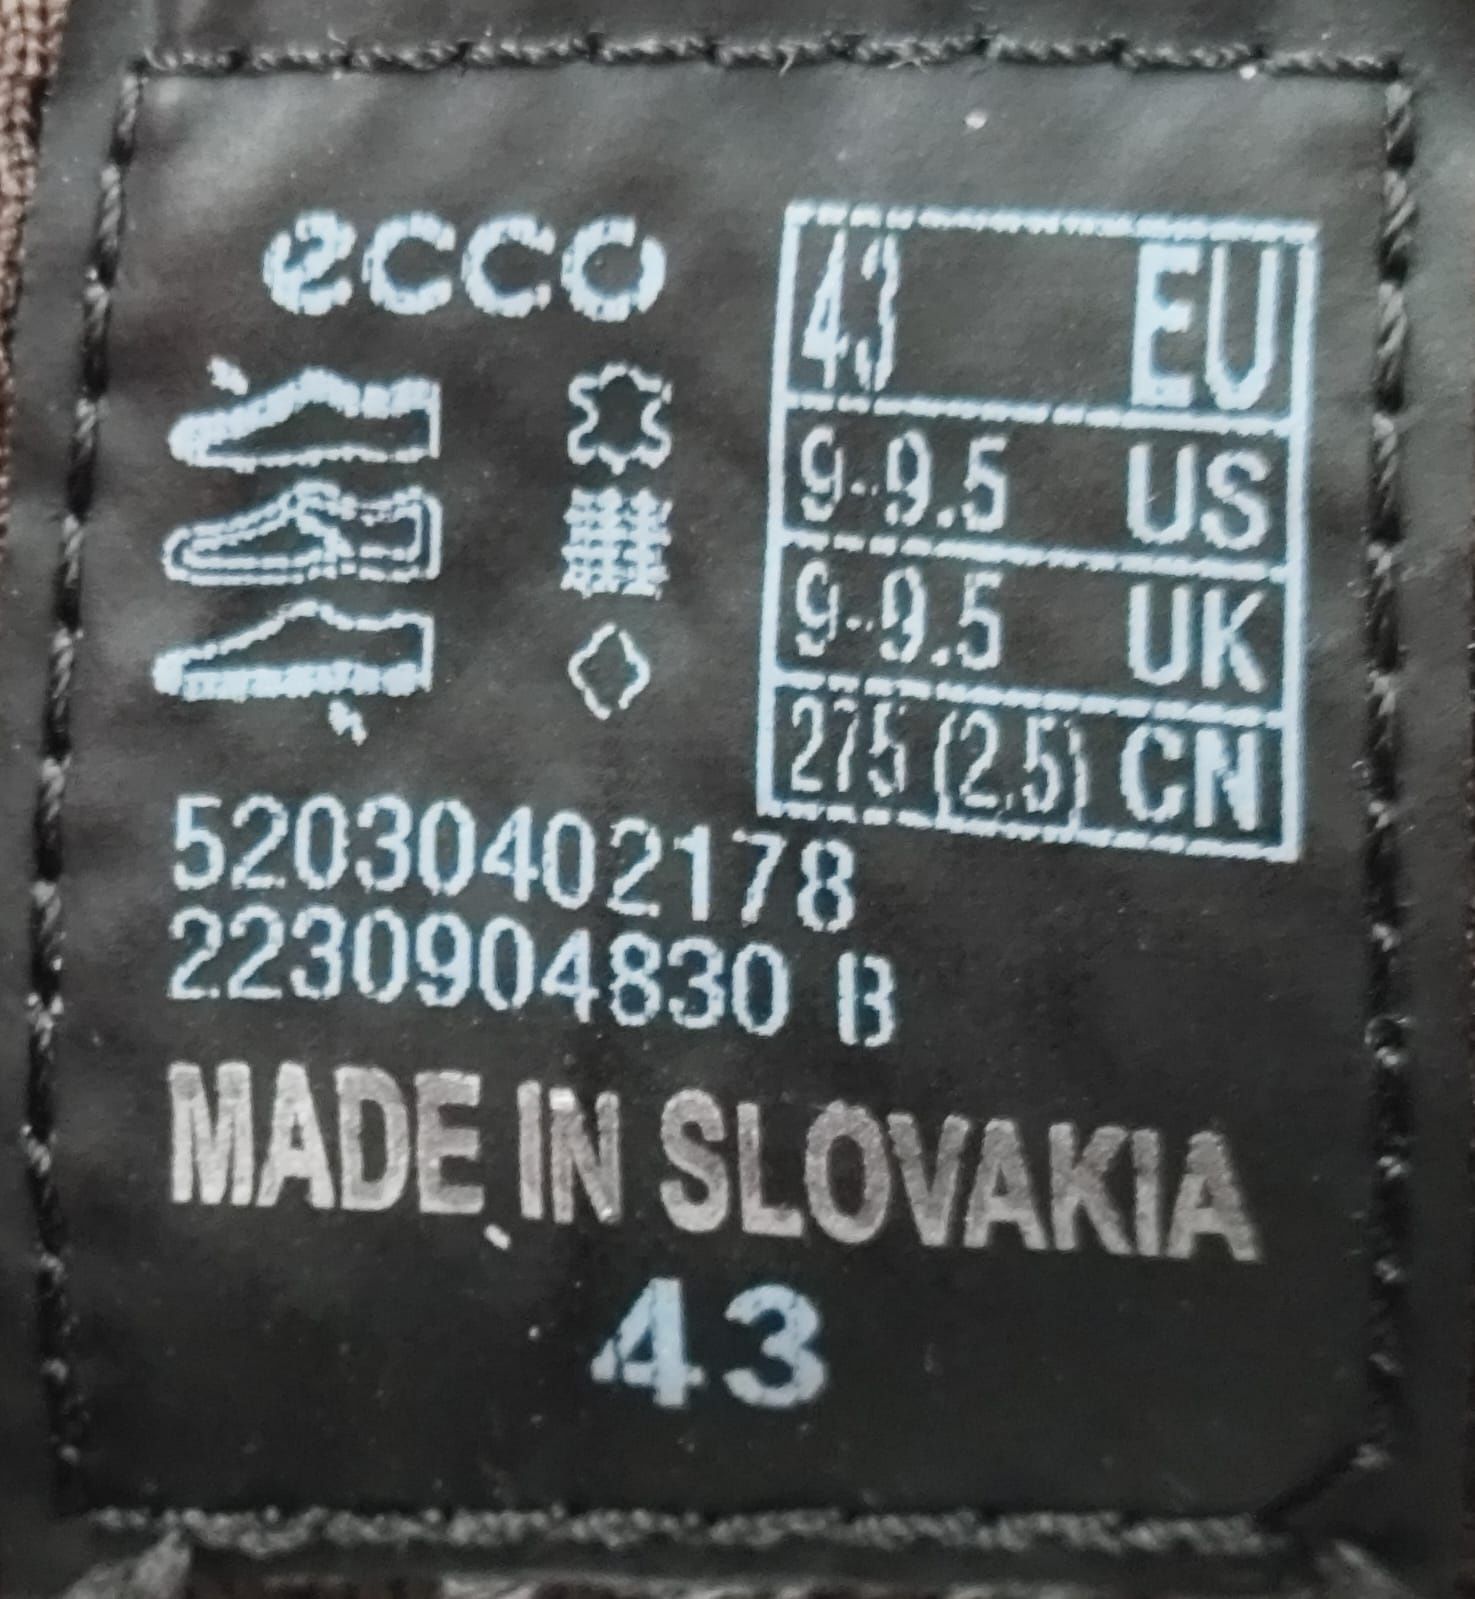 ecco
43 EU
9-9.5 US
9-9.5 UK
275 (2.5) CN
52030402178
2230904830 B
MADE IN SLOVAKIA
43